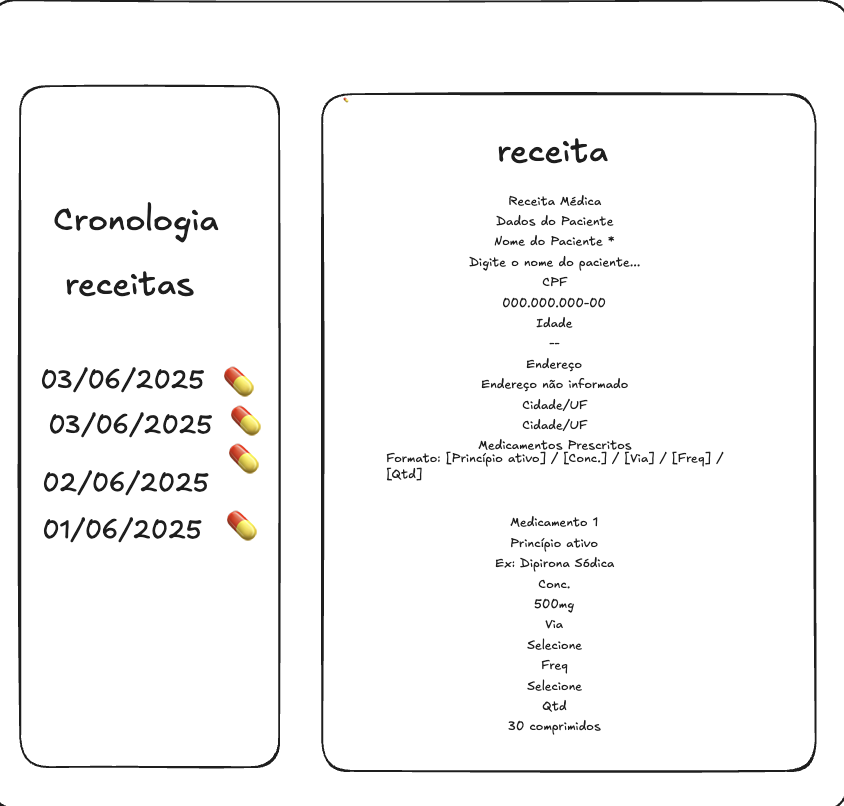 Cronologia
receitas
03/06/2025
03/06/2025
02/06/2025
01/06/2025
receita
Receita Médica
Dados do Paciente
Nome do Paciente *
Digite o nome do paciente...
CPF
000.000.000-00
Idade
--
Endereço
Endereço não informado
Cidade/UF
Cidade/UF
Medicamentos Prescritos
Formato: [Princípio ativo] / [Conc.] / [Via] / [Freq] /
[Qtd]
Medicamento 1
Princípio ativo
Ex: Dipirona Sódica
Conc.
500mg
Via
Selecione
Freq
Selecione
Qtd
30 comprimidos